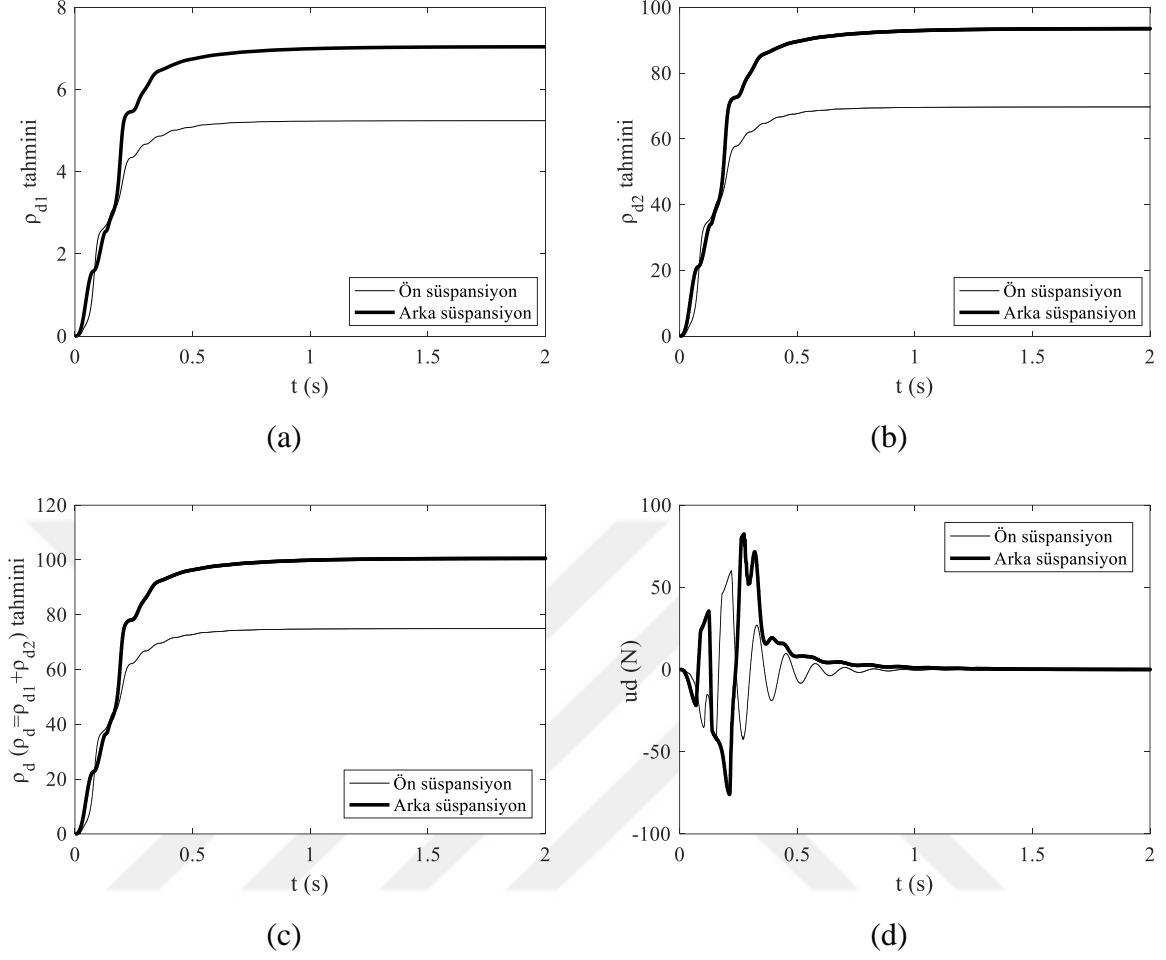 8
6
4
2
0
ρd1 tahmini
Ön süspansiyon
Arka süspansiyon
0 0.5 1 1.5 2
t (s)
(a)
100
80
60
40
20
0
ρd2 tahmini
Ön süspansiyon
Arka süspansiyon
0 0.5 1 1.5 2
t (s)
(b)
120
100
80
60
40
20
0
ρd (ρd=ρd1+ρd2) tahmini
Ön süspansiyon
Arka süspansiyon
0 0.5 1 1.5 2
t (s)
(c)
100
50
0
-50
-100
ud (N)
Ön süspansiyon
Arka süspansiyon
0 0.5 1 1.5 2
t (s)
(d)